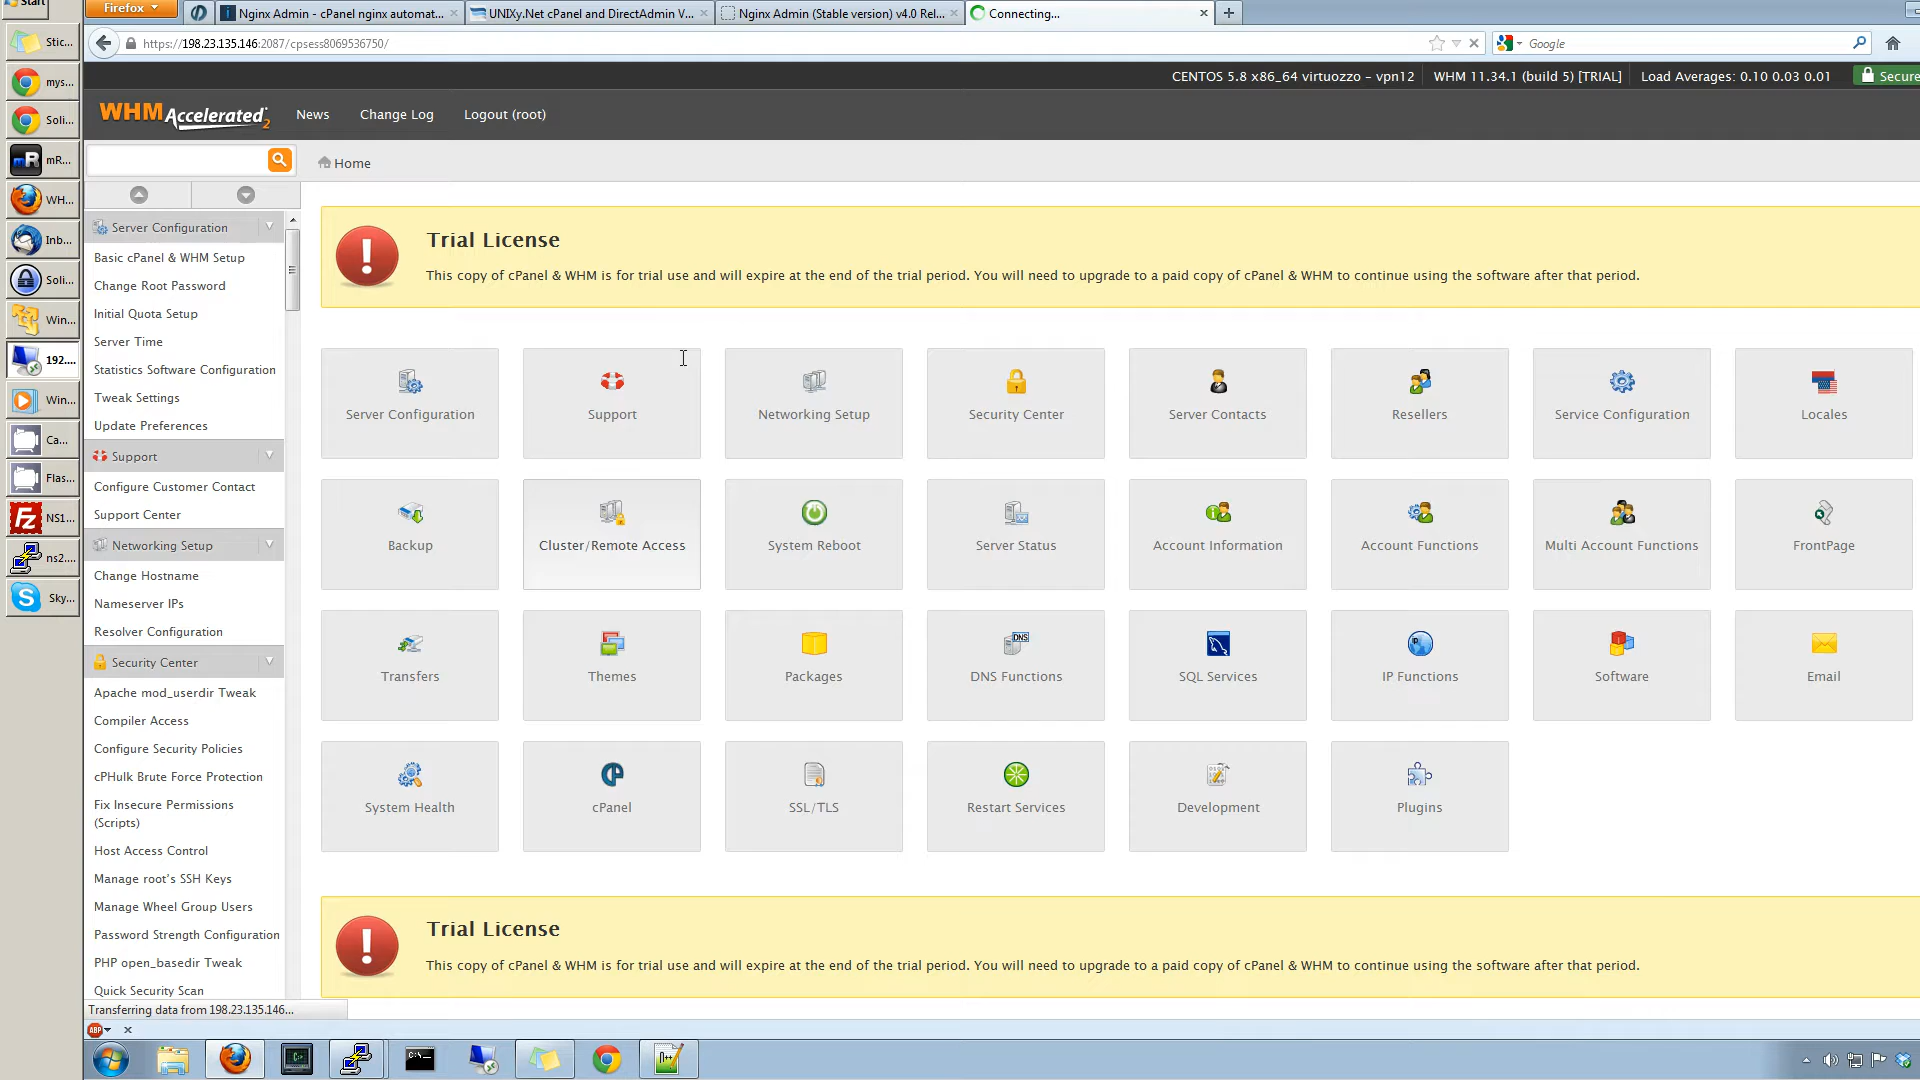 Start
Firefox
Nginx Admin - cPanel nginx automat...
UNIXy.Net cPanel and DirectAdmin V...
Nginx Admin (Stable version) v4.0 Rel...
Connecting...
https://198.23.135.146:2087/cpsess8069536750/
Google
CENTOS 5.8 x86_64 virtuozzo – vpn12
WHM 11.34.1 (build 5) [TRIAL]
Load Averages: 0.10 0.03 0.01
Secure
WHM Accelerated2
News
Change Log
Logout (root)
Home
Stic...
mys...
Soli...
mR...
WH...
Inb...
Soli...
Win...
192....
Win...
Ca...
Flas...
NS1...
ns2....
Sky...
Server Configuration
Basic cPanel & WHM Setup
Change Root Password
Initial Quota Setup
Server Time
Statistics Software Configuration
Tweak Settings
Update Preferences
Support
Configure Customer Contact
Support Center
Networking Setup
Change Hostname
Nameserver IPs
Resolver Configuration
Security Center
Apache mod_userdir Tweak
Compiler Access
Configure Security Policies
cPHulk Brute Force Protection
Fix Insecure Permissions
(Scripts)
Host Access Control
Manage root's SSH Keys
Manage Wheel Group Users
Password Strength Configuration
PHP open_basedir Tweak
Quick Security Scan
Trial License
This copy of cPanel & WHM is for trial use and will expire at the end of the trial period. You will need to upgrade to a paid copy of cPanel & WHM to continue using the software after that period.
Server Configuration
Support
Networking Setup
Security Center
Server Contacts
Resellers
Service Configuration
Locales
Backup
Cluster/Remote Access
System Reboot
Server Status
Account Information
Account Functions
Multi Account Functions
FrontPage
Transfers
Themes
Packages
DNS
DNS Functions
SQL Services
IP Functions
Software
Email
System Health
cPanel
SSL/TLS
Restart Services
Development
Plugins
Trial License
This copy of cPanel & WHM is for trial use and will expire at the end of the trial period. You will need to upgrade to a paid copy of cPanel & WHM to continue using the software after that period.
Transferring data from 198.23.135.146...
ABP